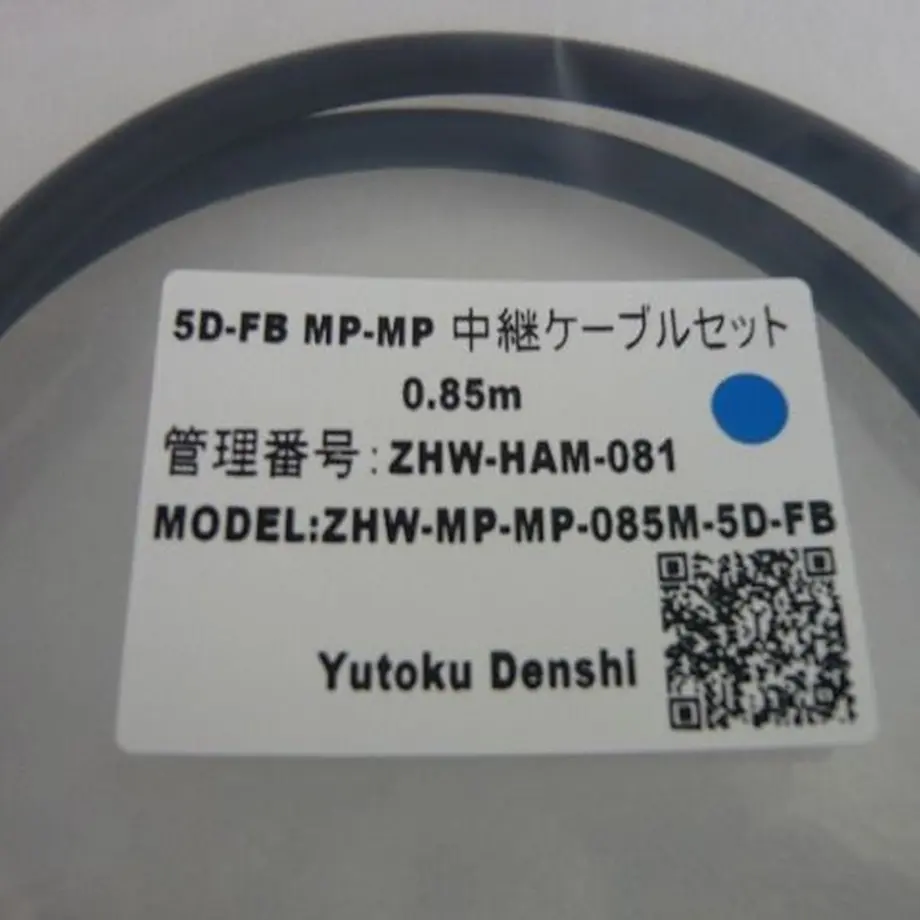 5D-FB MP-MP 中継ケーブルセット
0.85m
管理番号:ZHW-HAM-081
MODEL:ZHW-MP-MP-085M-5D-FB
Yutoku Denshi